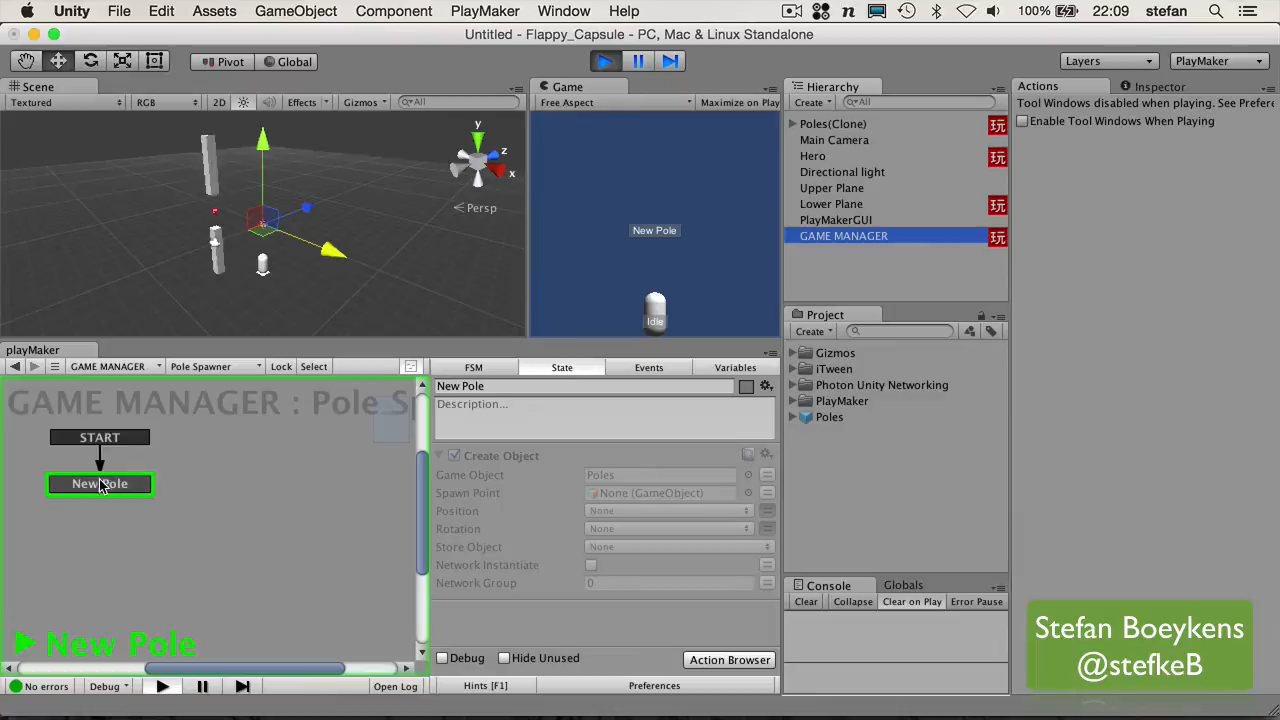 Unity File Edit Assets GameObject Component PlayMaker Window Help 100% 22:09 stefan
Untitled - Flappy_Capsule - PC, Mac & Linux Standalone
Pivot Global Layers PlayMaker
Scene Game Hierarchy Actions Inspector
Textured RGB 2D Effects Gizmos All Free Aspect Maximize on Play Create All Tool Windows disabled when playing. See Prefere
Enable Tool Windows When Playing
Poles(Clone) 玩
Main Camera
Hero 玩
Directional light
Upper Plane
Lower Plane 玩
PlayMakerGUI
GAME MANAGER 玩
y
z
x
Persp
New Pole
Idle
Project
Create
Gizmos
iTween
Photon Unity Networking
PlayMaker
Poles
playMaker
GAME MANAGER Pole Spawner Lock Select FSM State Events Variables
GAME MANAGER : Pole Sp
START
New Pole
New Pole
New Pole
Description...
Create Object
Game Object Poles
Spawn Point None (GameObject)
Position None
Rotation None
Store Object None
Network Instantiate
Network Group 0
Debug Hide Unused Action Browser
No errors Debug Open Log Hints [F1] Preferences
Console Globals
Clear Collapse Clear on Play Error Pause
Stefan Boeykens
@stefkeB